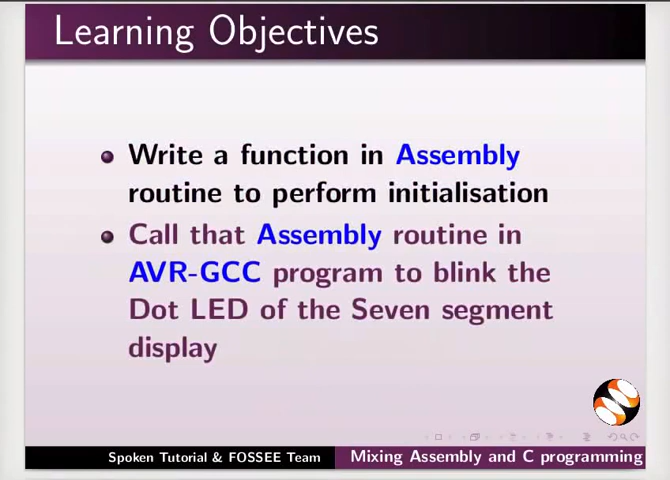 Learning Objectives
Write a function in Assembly
routine to perform initialisation
Call that Assembly routine in
AVR-GCC program to blink the
Dot LED of the Seven segment
display
Spoken Tutorial & FOSSEE Team
Mixing Assembly and C programming